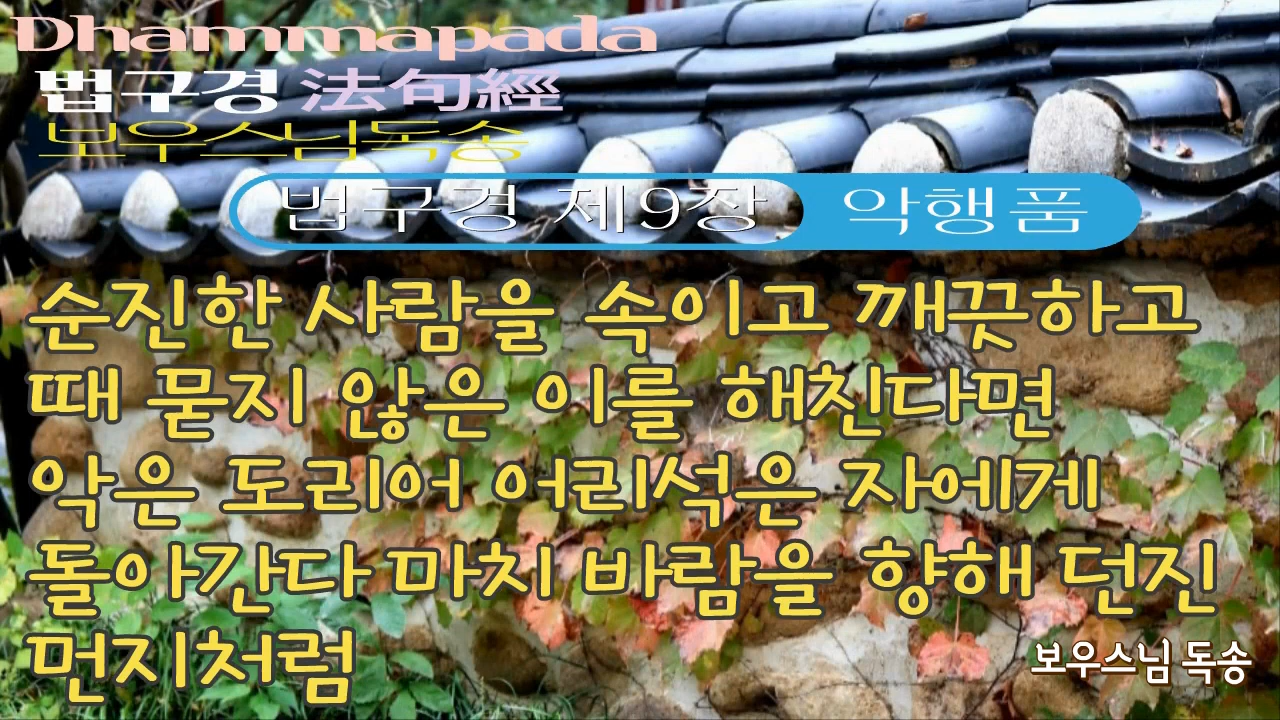 Dhammapada
법구경 法句經
보우스님독송
법구경 제9장 악행품
순진한 사람을 속이고 깨끗하고
때 묻지 않은 이를 해친다면
악은 도리어 어리석은 자에게
돌아간다 마치 바람을 향해 던진
먼지처럼
보우스님 독송